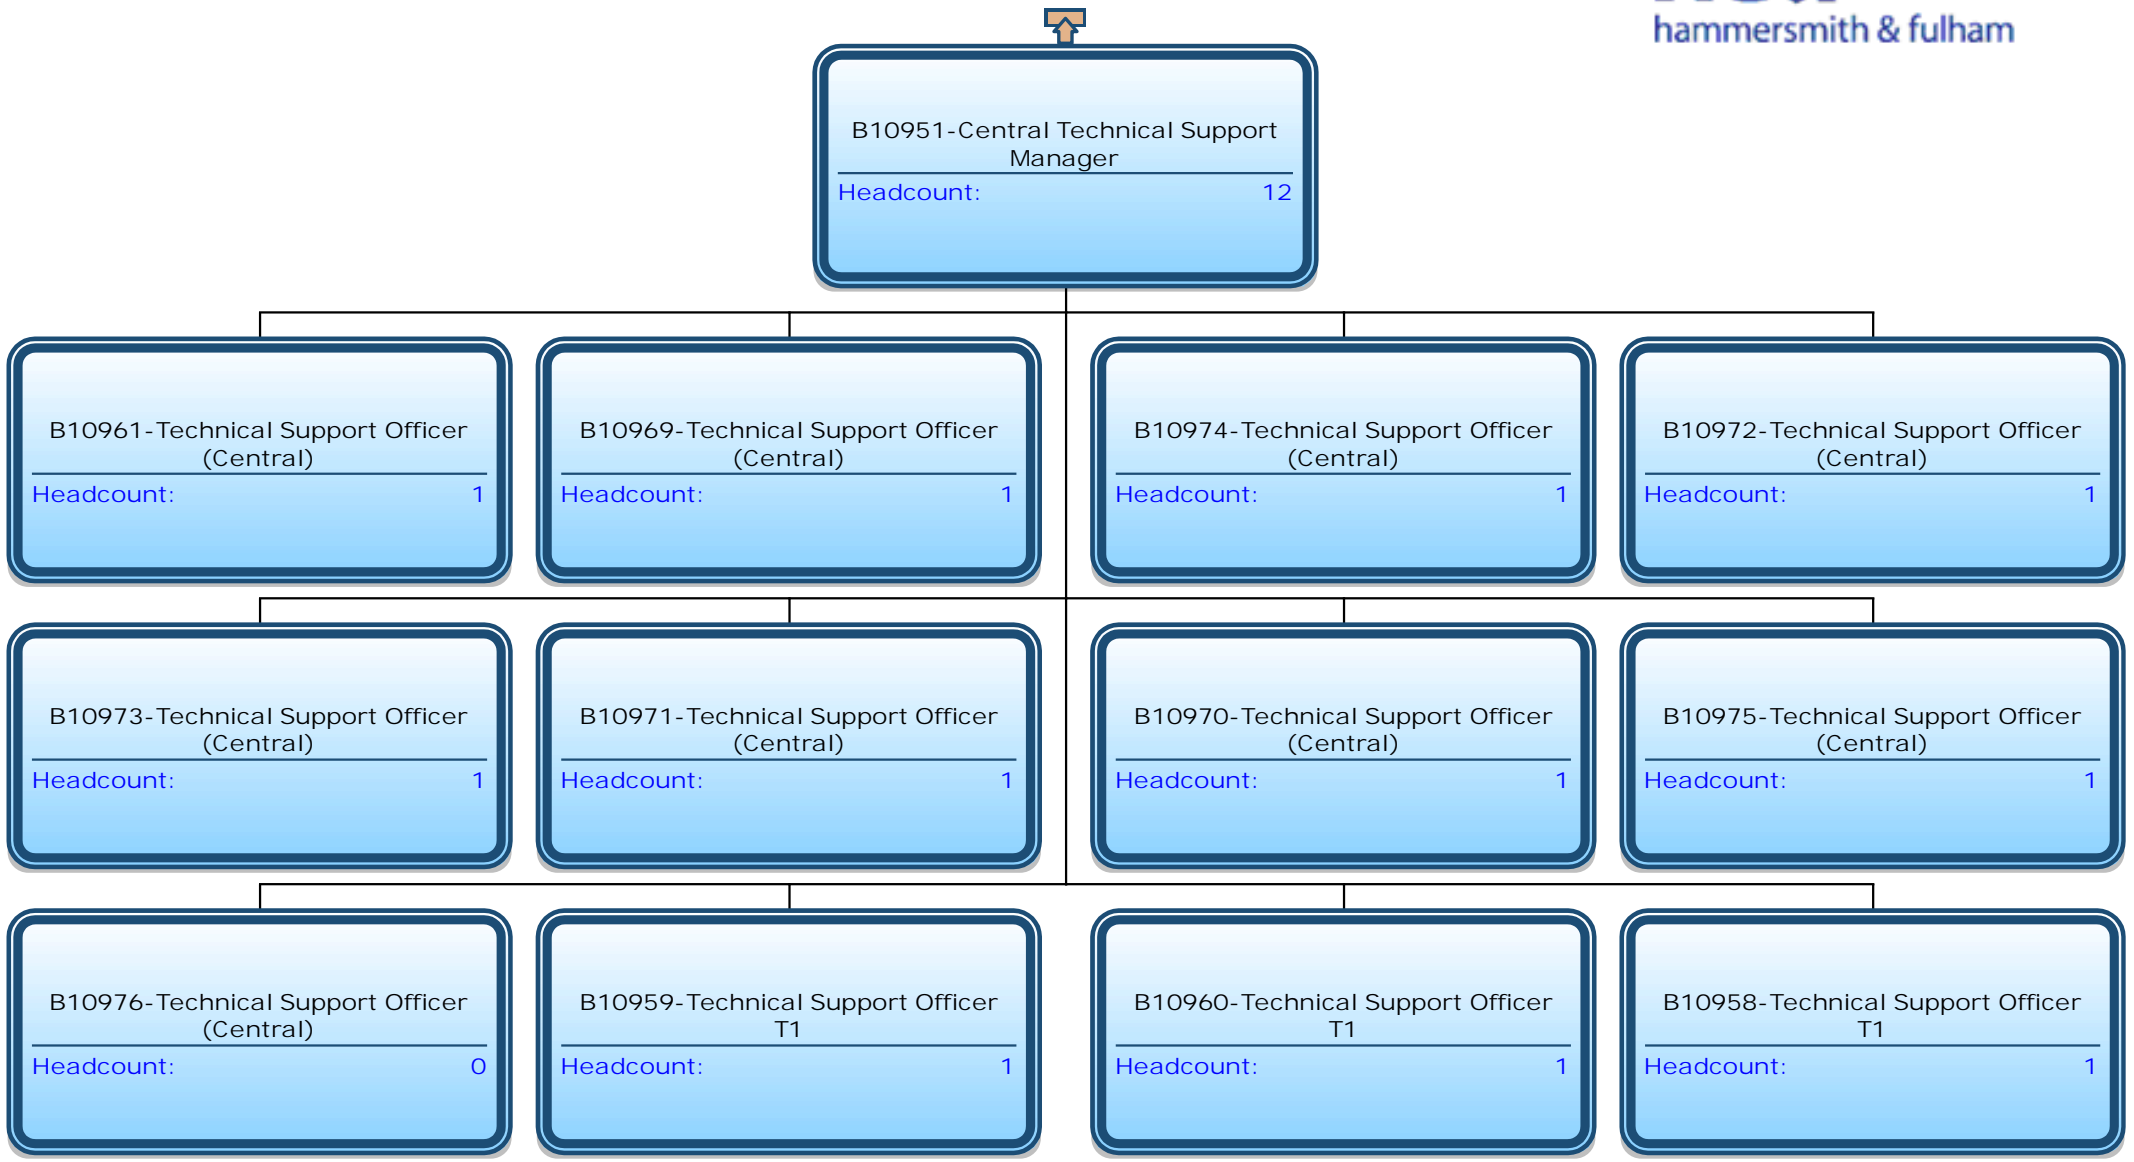 hammersmith & fulham
B10951-Central Technical Support
Manager
Headcount: 12
B10961-Technical Support Officer
(Central)
Headcount: 1
B10969-Technical Support Officer
(Central)
Headcount: 1
B10974-Technical Support Officer
(Central)
Headcount: 1
B10972-Technical Support Officer
(Central)
Headcount: 1
B10973-Technical Support Officer
(Central)
Headcount: 1
B10971-Technical Support Officer
(Central)
Headcount: 1
B10970-Technical Support Officer
(Central)
Headcount: 1
B10975-Technical Support Officer
(Central)
Headcount: 1
B10976-Technical Support Officer
(Central)
Headcount: 0
B10959-Technical Support Officer
T1
Headcount: 1
B10960-Technical Support Officer
T1
Headcount: 1
B10958-Technical Support Officer
T1
Headcount: 1